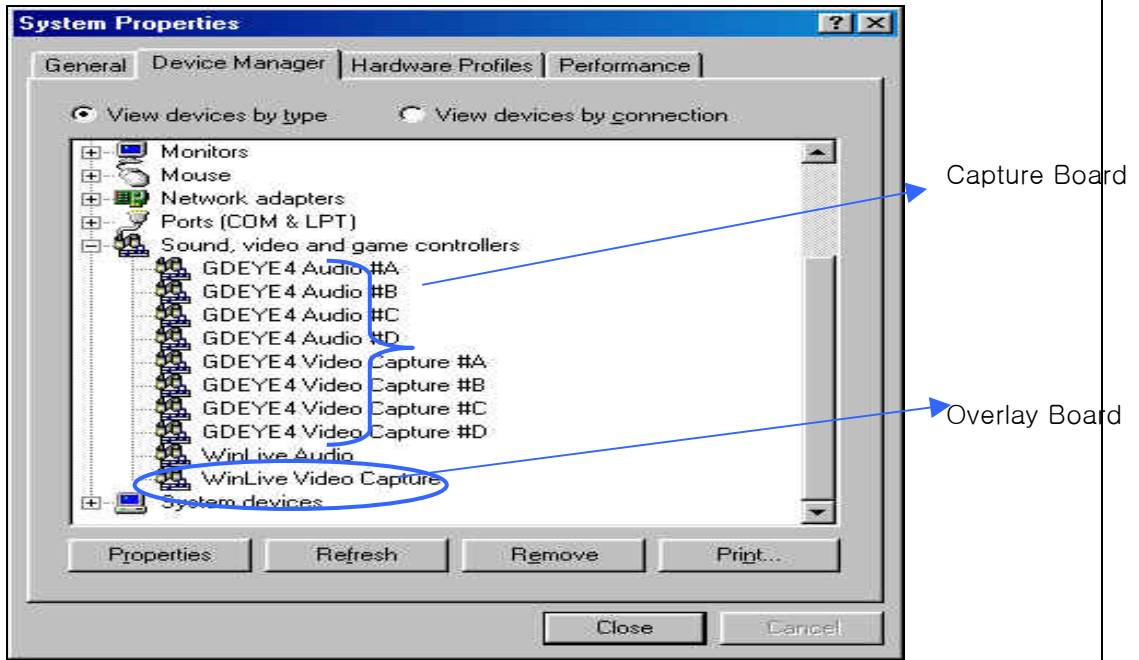 System Properties
General Device Manager Hardware Profiles Performance
View devices by type View devices by connection
Monitors
Mouse
Network adapters
Ports (COM & LPT)
Sound, video and game controllers
GDEYE4 Audio #A
GDEYE4 Audio #B
GDEYE4 Audio #C
GDEYE4 Audio #D
GDEYE4 Video Capture #A
GDEYE4 Video Capture #B
GDEYE4 Video Capture #C
GDEYE4 Video Capture #D
WinLive Audio
WinLive Video Capture
System devices
Properties Refresh Remove Print...
Close Cancel
Capture Board
Overlay Board